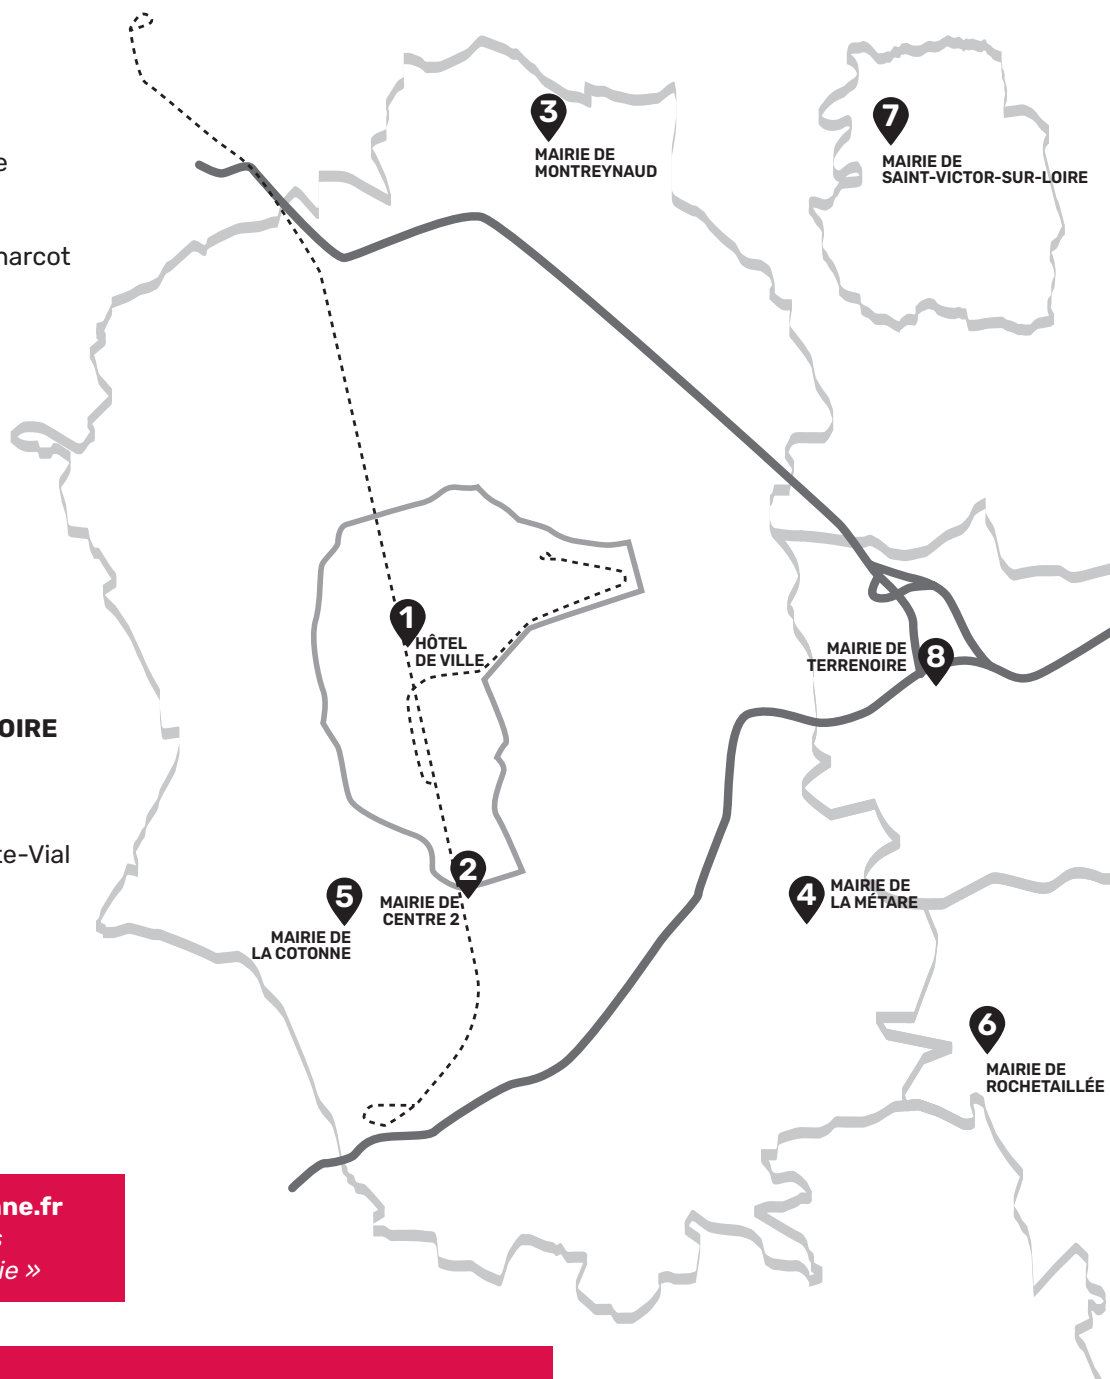 e
harcot
OIRE
te-Vial
ne.fr
s
ie »
3
MAIRIE DE
MONTREYNAUD
7
MAIRIE DE
SAINT-VICTOR-SUR-LOIRE
1
HÔTEL
DE VILLE
MAIRIE DE
TERRENOIRE
8
2
MAIRIE DE
CENTRE 2
5
MAIRIE DE
LA COTONNE
4
MAIRIE DE
LA MÉTARE
6
MAIRIE DE
ROCHETAILLÉE